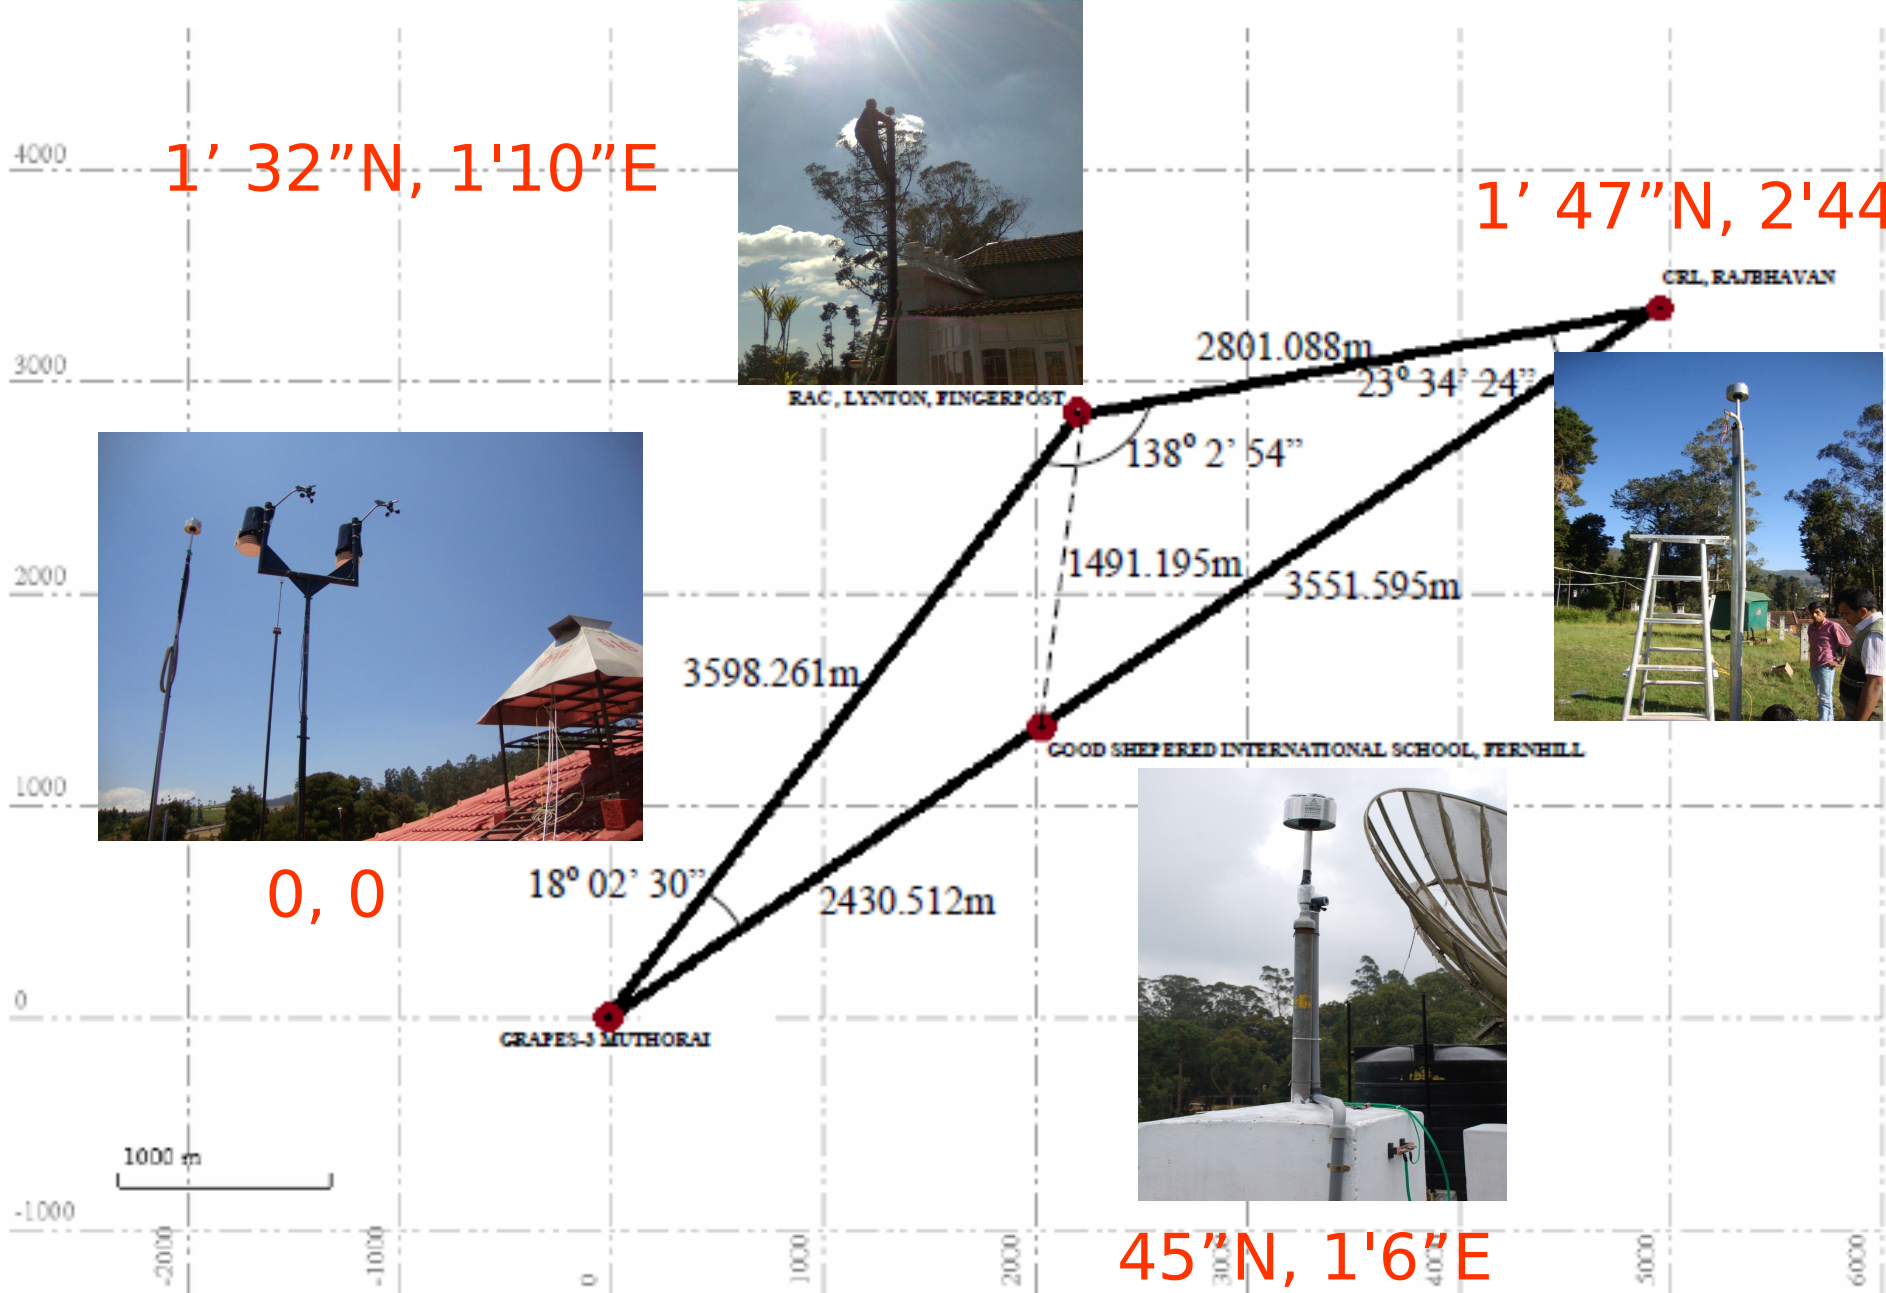 4000
1’ 32”N, 1'10”E
1’ 47”N, 2'44
CRL, RAJBHAVAN
3000
2801.088m
23° 34’ 24”
RAC, LYNTON, FINGERPOST
138° 2’ 54”
2000
1491.195m
3551.595m
3598.261m
GOOD SHEPERED INTERNATIONAL SCHOOL, FERNHILL
1000
18° 02’ 30”
2430.512m
0, 0
0
GRAPES-3 MUTHORAI
1000 m
-1000
45”N, 1'6”E
-2000
-1000
0
1000
2000
3000
4000
5000
6000